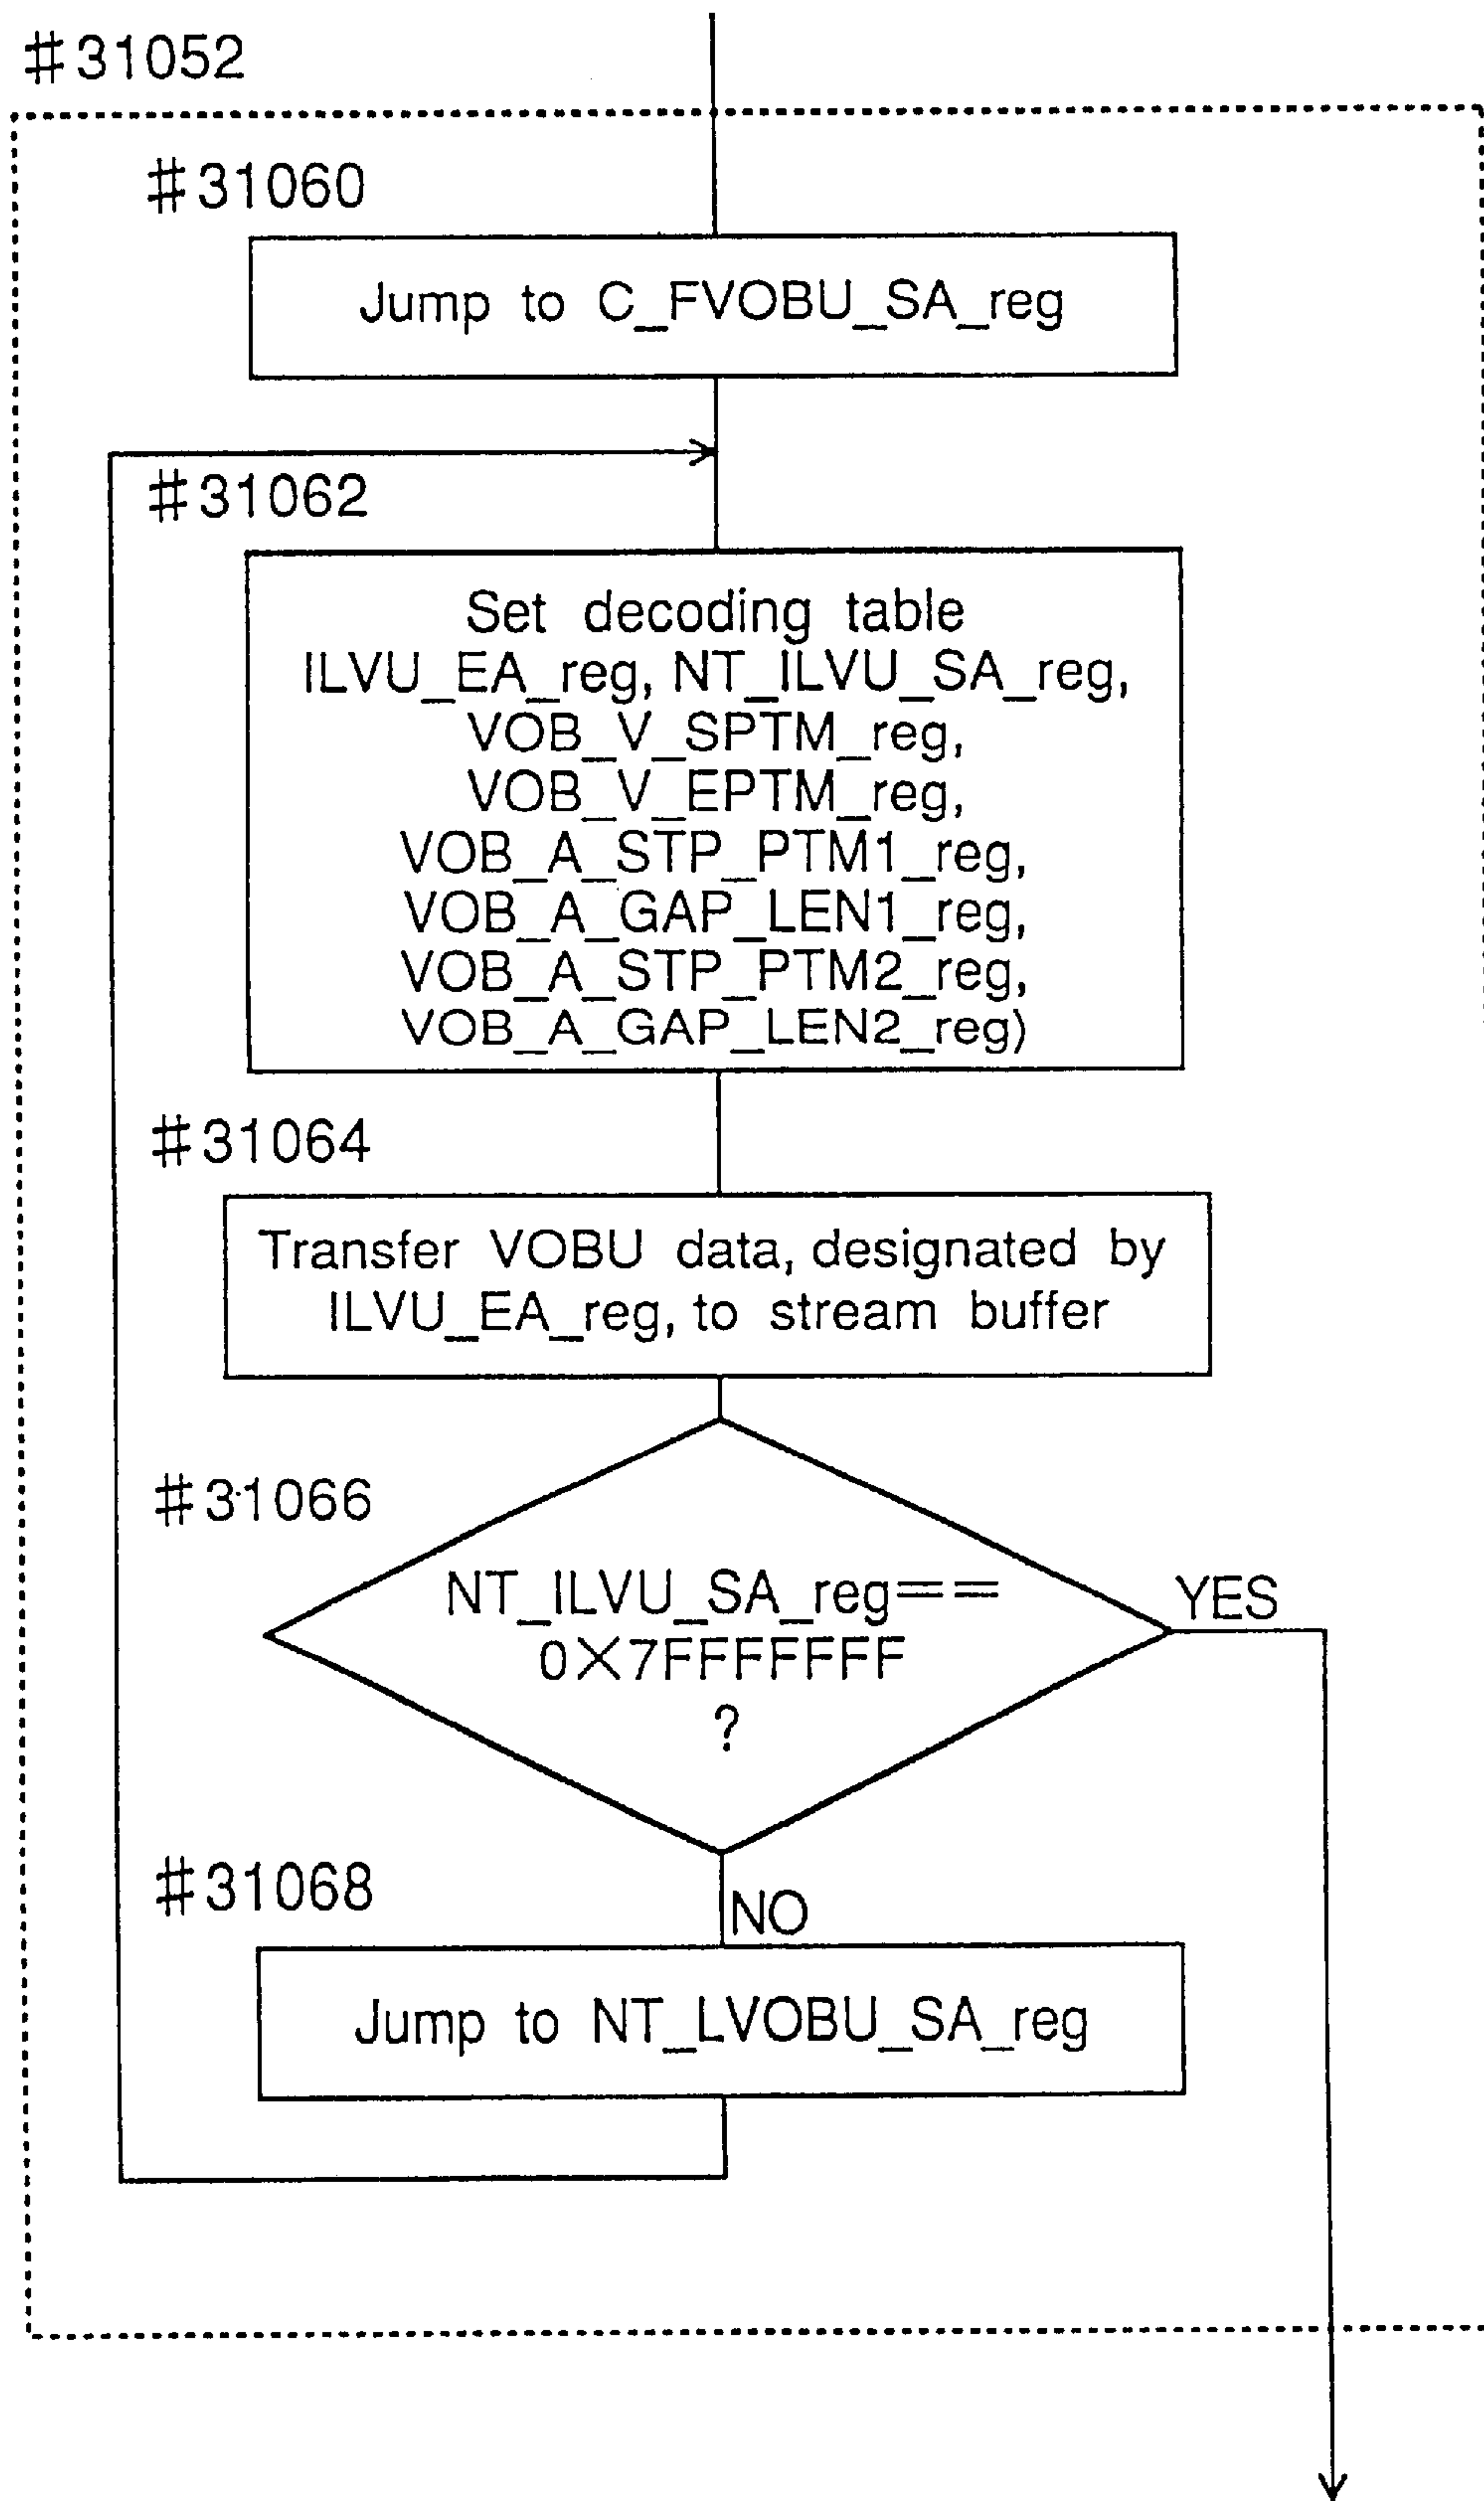 #31052
#31060
Jump to C_FVOBU_SA_reg
#31062
Set decoding table
ILVU_EA_reg, NT_ILVU_SA_reg,
VOB_V_SPTM_reg,
VOB_V_EPTM_reg,
VOB_A_STP_PTM1_reg,
VOB_A_GAP_LEN1_reg,
VOB_A_STP_PTM2_reg,
VOB_A_GAP_LEN2_reg)
#31064
Transfer VOBU data, designated by
ILVU_EA_reg, to stream buffer
#31066
NT_ILVU_SA_reg==
0X7FFFFFFF
?
YES
#31068
NO
Jump to NT_LVOBU_SA_reg